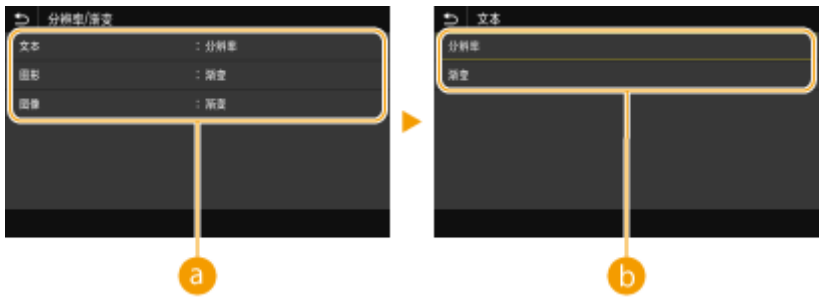 分辨率/渐变
文本 : 分辨率
图形 : 渐变
图像 : 渐变
a
文本
分辨率
渐变
b